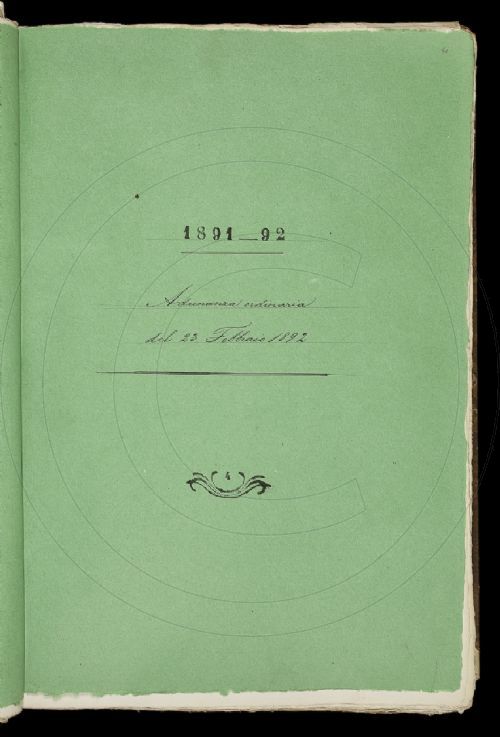 1891_92
Adunanza ordinaria
del 23 Febbraio 1892
4